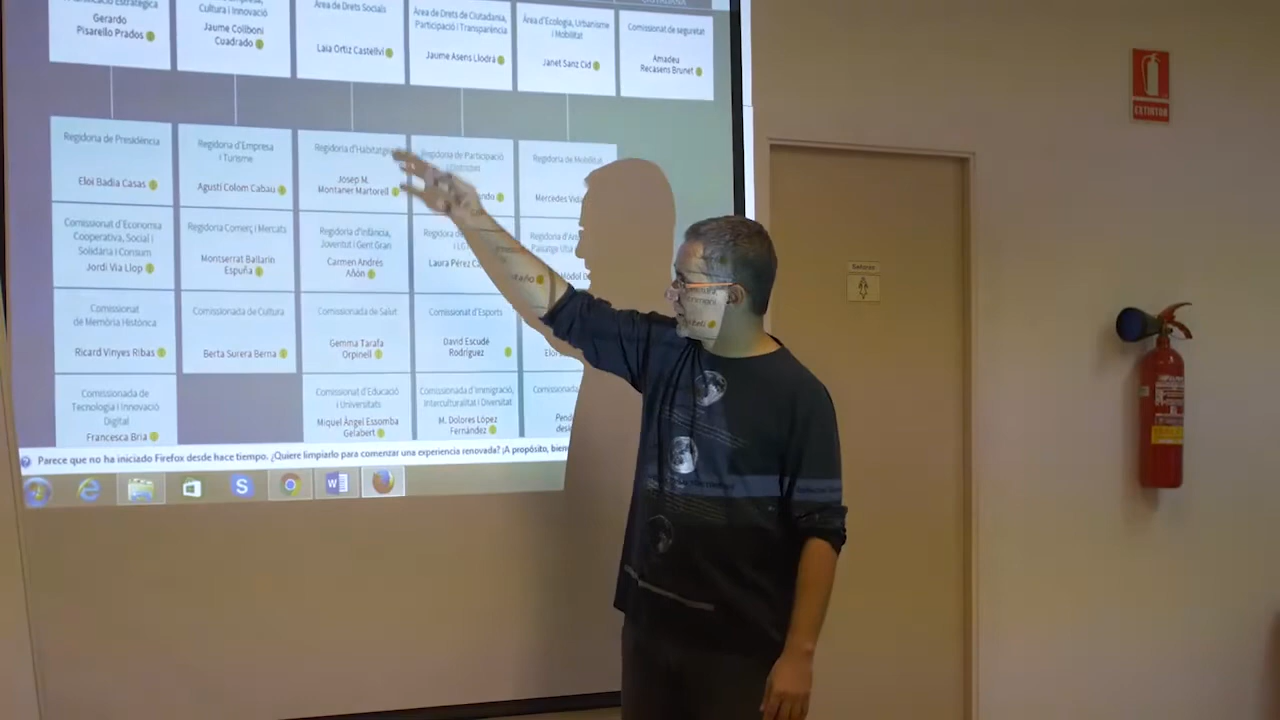 Planificació Estratègica
Gerardo
Pisarello Prados
Cultura i Innovació
Jaume Collboni
Cuadrado
Àrea de Drets Socials
Laia Ortiz Castellví
Àrea de Drets de Ciutadania,
Participació i Transparència
Jaume Asens Llodrà
Àrea d'Ecologia, Urbanisme
i Mobilitat
Janet Sanz Cid
Comissionat de seguretat
Amadeu
Recasens Brunet
Regidoria de Presidència
Eloi Badia Casas
Regidoria d'Empresa
i Turisme
Agustí Colom Cabau
Regidoria d'Habitatge
Josep M.
Montaner Martorell
Regidoria de Participació
Regidoria de Mobilitat
Mercedes
Comissionat d'Economia
Cooperativa, Social i
Solidària i Consum
Jordi Via Llop
Regidoria Comerç i Mercats
Montserrat Ballarín
Espuña
Regidoria d'Infància,
Joventut i Gent Gran
Carmen Andrés
Añón
Laura Pérez
Comissionat
de Memòria Històrica
Ricard Vinyes Ribas
Comissionada de Cultura
Berta Sureda Berna
Comissionada de Salut
Gemma Tarafa
Orpinell
Comissionat d'Esports
David Escudé
Rodríguez
Comissionada de
Tecnologia i Innovació
Digital
Francesca Bria
Comissionat d'Educació
i Universitats
Miquel Àngel Essomba
Gelabert
Comissionada d'Immigració,
Interculturalitat i Diversitat
M. Dolores López
Fernández
Comissionada
Parece que no ha iniciado Firefox desde hace tiempo. ¿Quiere limpiarlo para comenzar una experiencia renovada? ¡A propósito,
S
W
EXTINTOR
Señoras